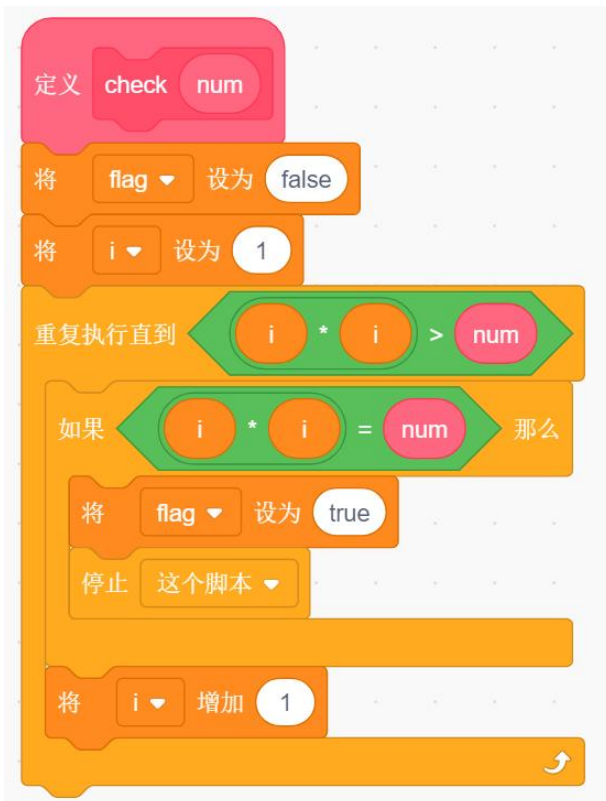 定义 check num
将 flag 设为 false
将 i 设为 1
重复执行直到 i * i > num
如果 i * i = num 那么
将 flag 设为 true
停止 这个脚本
将 i 增加 1